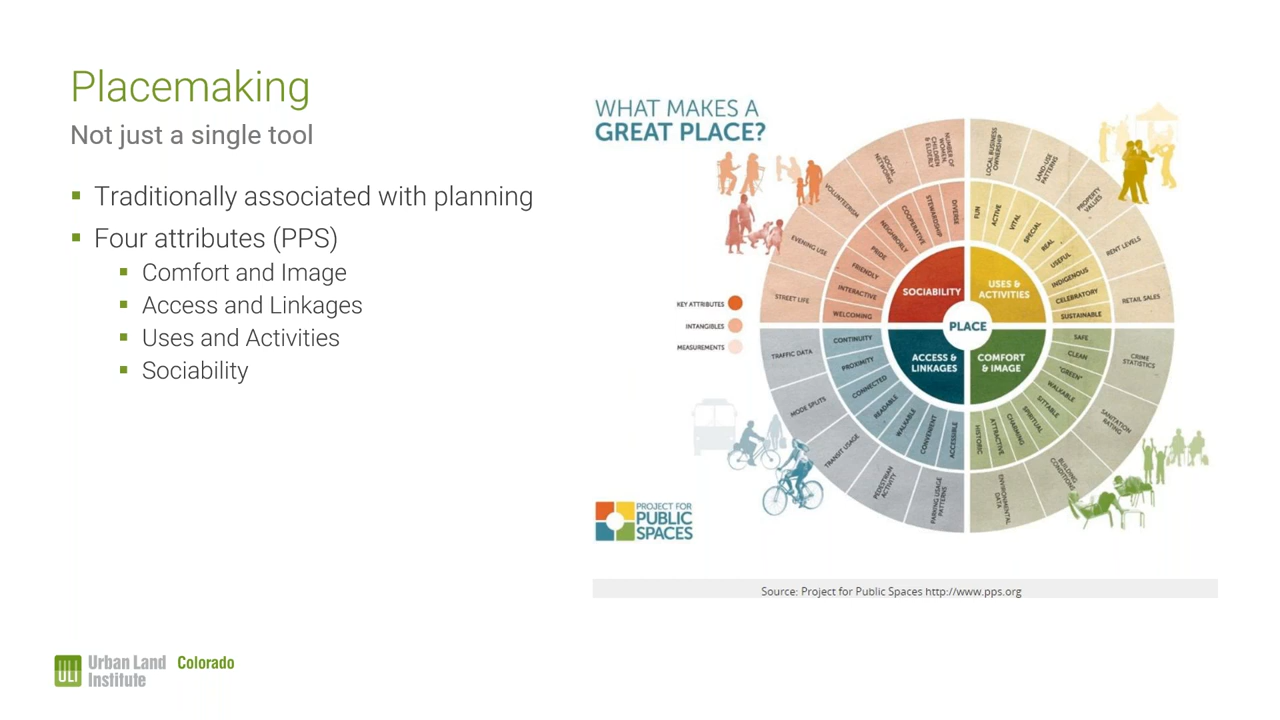 Placemaking
Not just a single tool
Traditionally associated with planning
Four attributes (PPS)
Comfort and Image
Access and Linkages
Uses and Activities
Sociability
WHAT MAKES A
GREAT PLACE?
KEY ATTRIBUTES
INTANGIBLES
MEASUREMENTS
PLACE
SOCIABILITY
USES &
ACTIVITIES
ACCESS &
LINKAGES
COMFORT
& IMAGE
WELCOMING
INTERACTIVE
FRIENDLY
PRIDE
NEIGHBORLY
COOPERATIVE
STEWARDSHIP
DIVERSE
FUN
ACTIVE
VITAL
SPECIAL
REAL
USEFUL
INDIGENOUS
CELEBRATORY
SUSTAINABLE
SAFE
CLEAN
"GREEN"
WALKABLE
SITTABLE
SPIRITUAL
CHARMING
ATTRACTIVE
HISTORIC
ACCESSIBLE
CONVENIENT
WALKABLE
READABLE
CONNECTED
PROXIMITY
CONTINUITY
STREET LIFE
EVENING USE
VOLUNTEERISM
SOCIAL
NETWORKS
NUMBER OF
WOMEN,
CHILDREN
& ELDERLY
LOCAL BUSINESS
OWNERSHIP
LAND-USE
PATTERNS
PROPERTY
VALUES
RENT LEVELS
RETAIL SALES
CRIME
STATISTICS
SANITATION
RATING
BUILDING
CONDITIONS
ENVIRONMENTAL
DATA
PARKING USAGE
PATTERNS
PEDESTRIAN
ACTIVITY
TRANSIT USAGE
MODE SPLITS
TRAFFIC DATA
PROJECT FOR
PUBLIC
SPACES
Source: Project for Public Spaces http://www.pps.org
ULI
Urban Land
Institute
Colorado